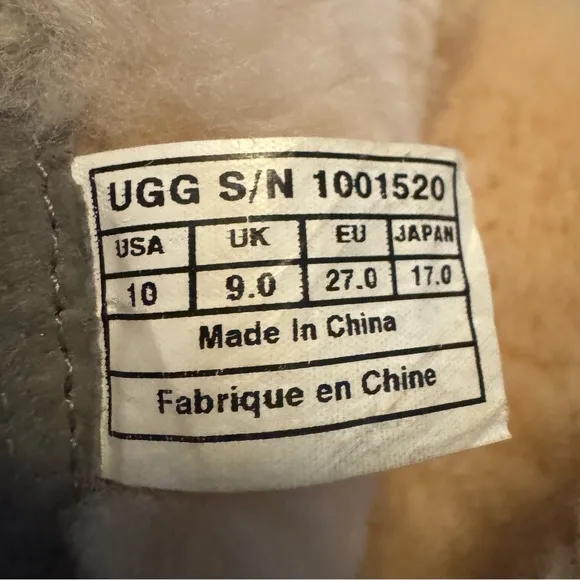 UGG S/N 1001520
USA UK EU JAPAN
10 9.0 27.0 17.0
Made In China
Fabrique en Chine